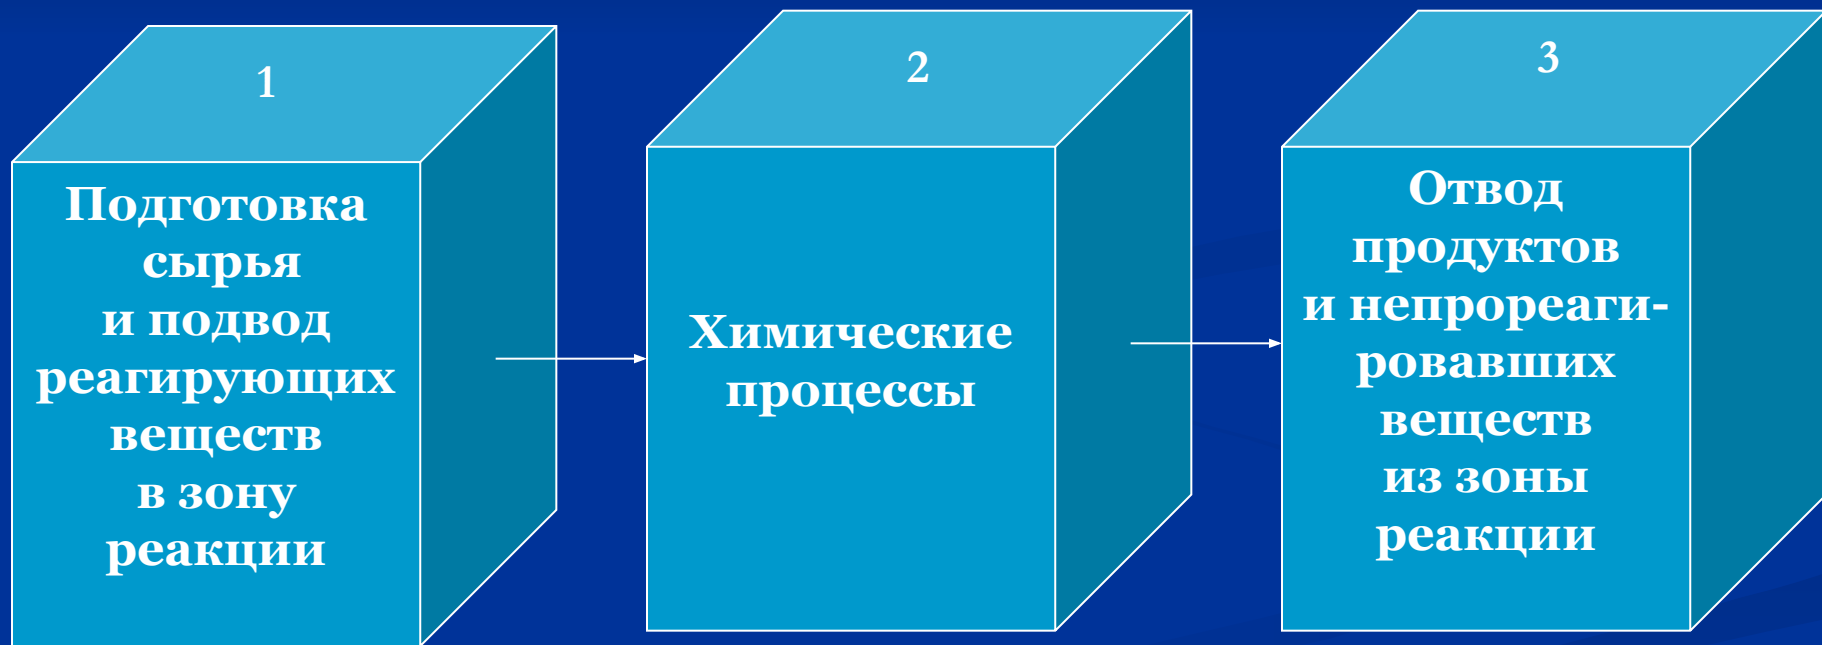 1
Подготовка
сырья
и подвод
реагирующих
веществ
в зону
реакции
2
Химические
процессы
3
Отвод
продуктов
и непрореаги-
ровавших
веществ
из зоны
реакции